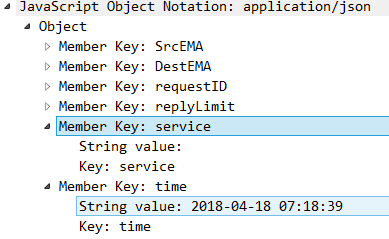 JavaScript Object Notation: application/json
Object
Member Key: SrcEMA
Member Key: DestEMA
Member Key: requestID
Member Key: replyLimit
Member Key: service
String value:
Key: service
Member Key: time
String value: 2018-04-18 07:18:39
Key: time